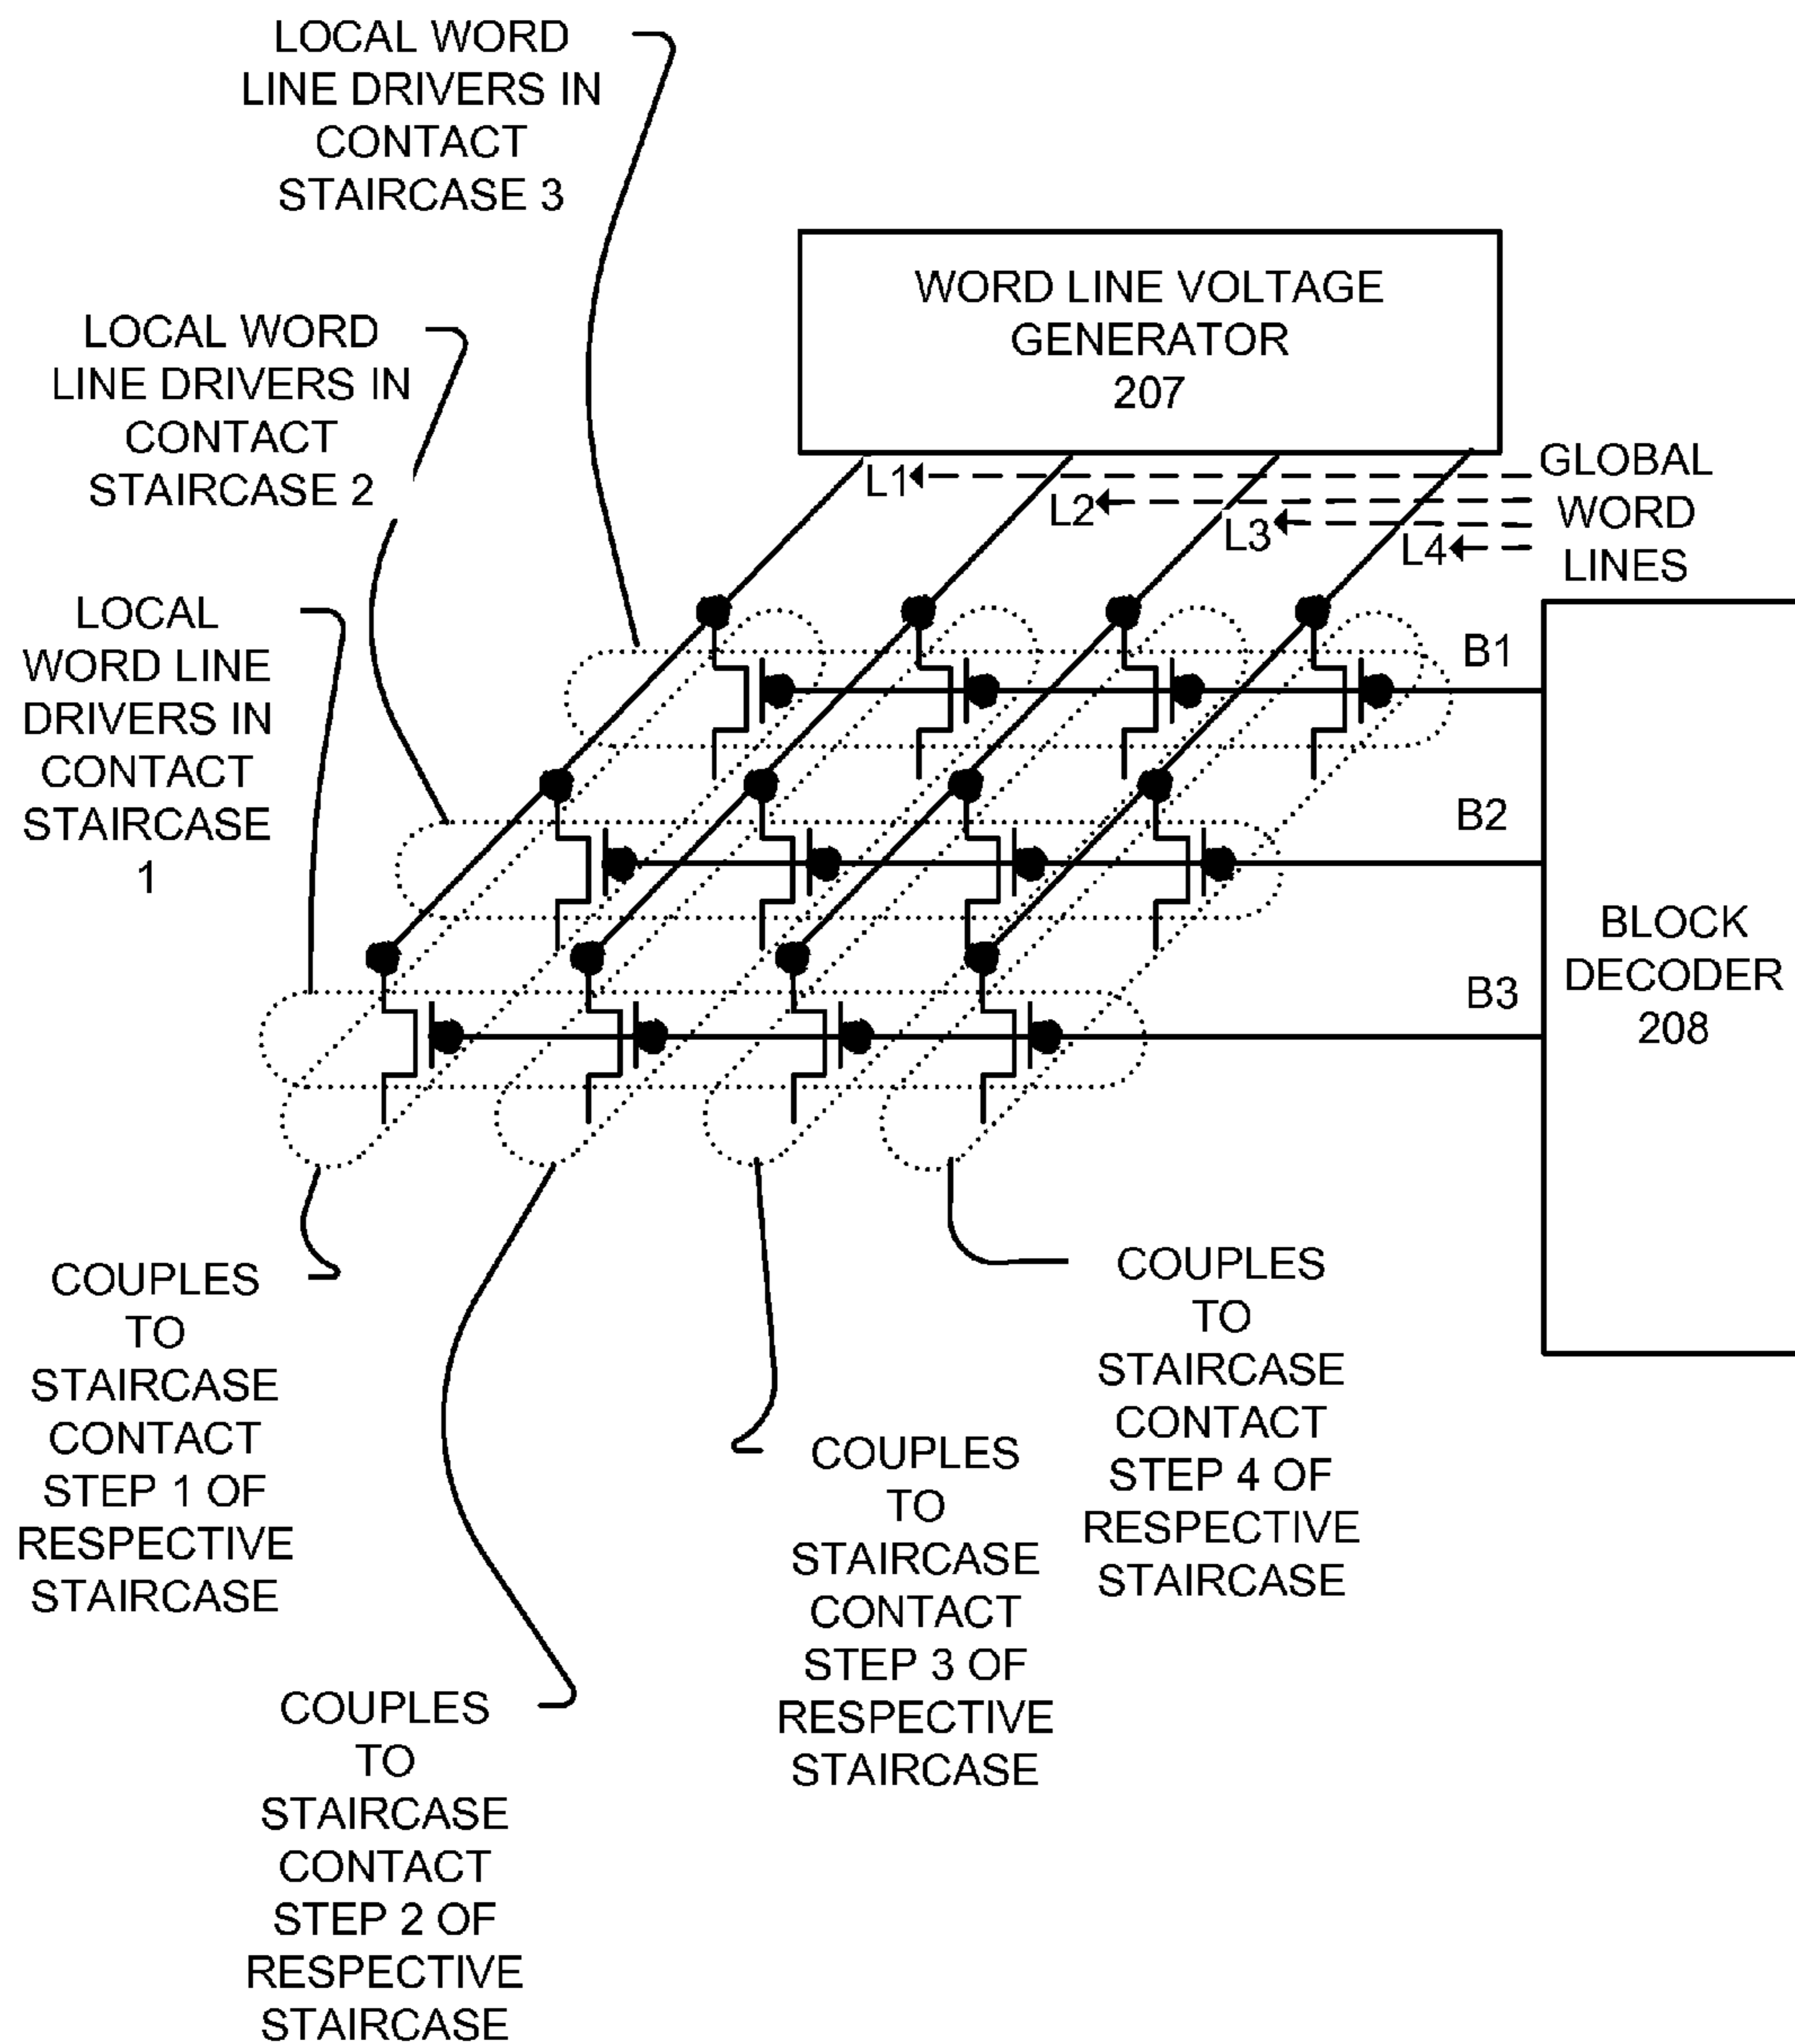 LOCAL WORD
LINE DRIVERS IN
CONTACT
STAIRCASE 3
WORD LINE VOLTAGE
GENERATOR
207
LOCAL WORD
LINE DRIVERS IN
CONTACT
STAIRCASE 2
L1
L2
L3
L4
GLOBAL
WORD
LINES
LOCAL
WORD LINE
DRIVERS IN
CONTACT
STAIRCASE
1
B1
B2
B3
BLOCK
DECODER
208
COUPLES
TO
STAIRCASE
CONTACT
STEP 1 OF
RESPECTIVE
STAIRCASE
COUPLES
TO
STAIRCASE
CONTACT
STEP 2 OF
RESPECTIVE
STAIRCASE
COUPLES
TO
STAIRCASE
CONTACT
STEP 3 OF
RESPECTIVE
STAIRCASE
COUPLES
TO
STAIRCASE
CONTACT
STEP 4 OF
RESPECTIVE
STAIRCASE